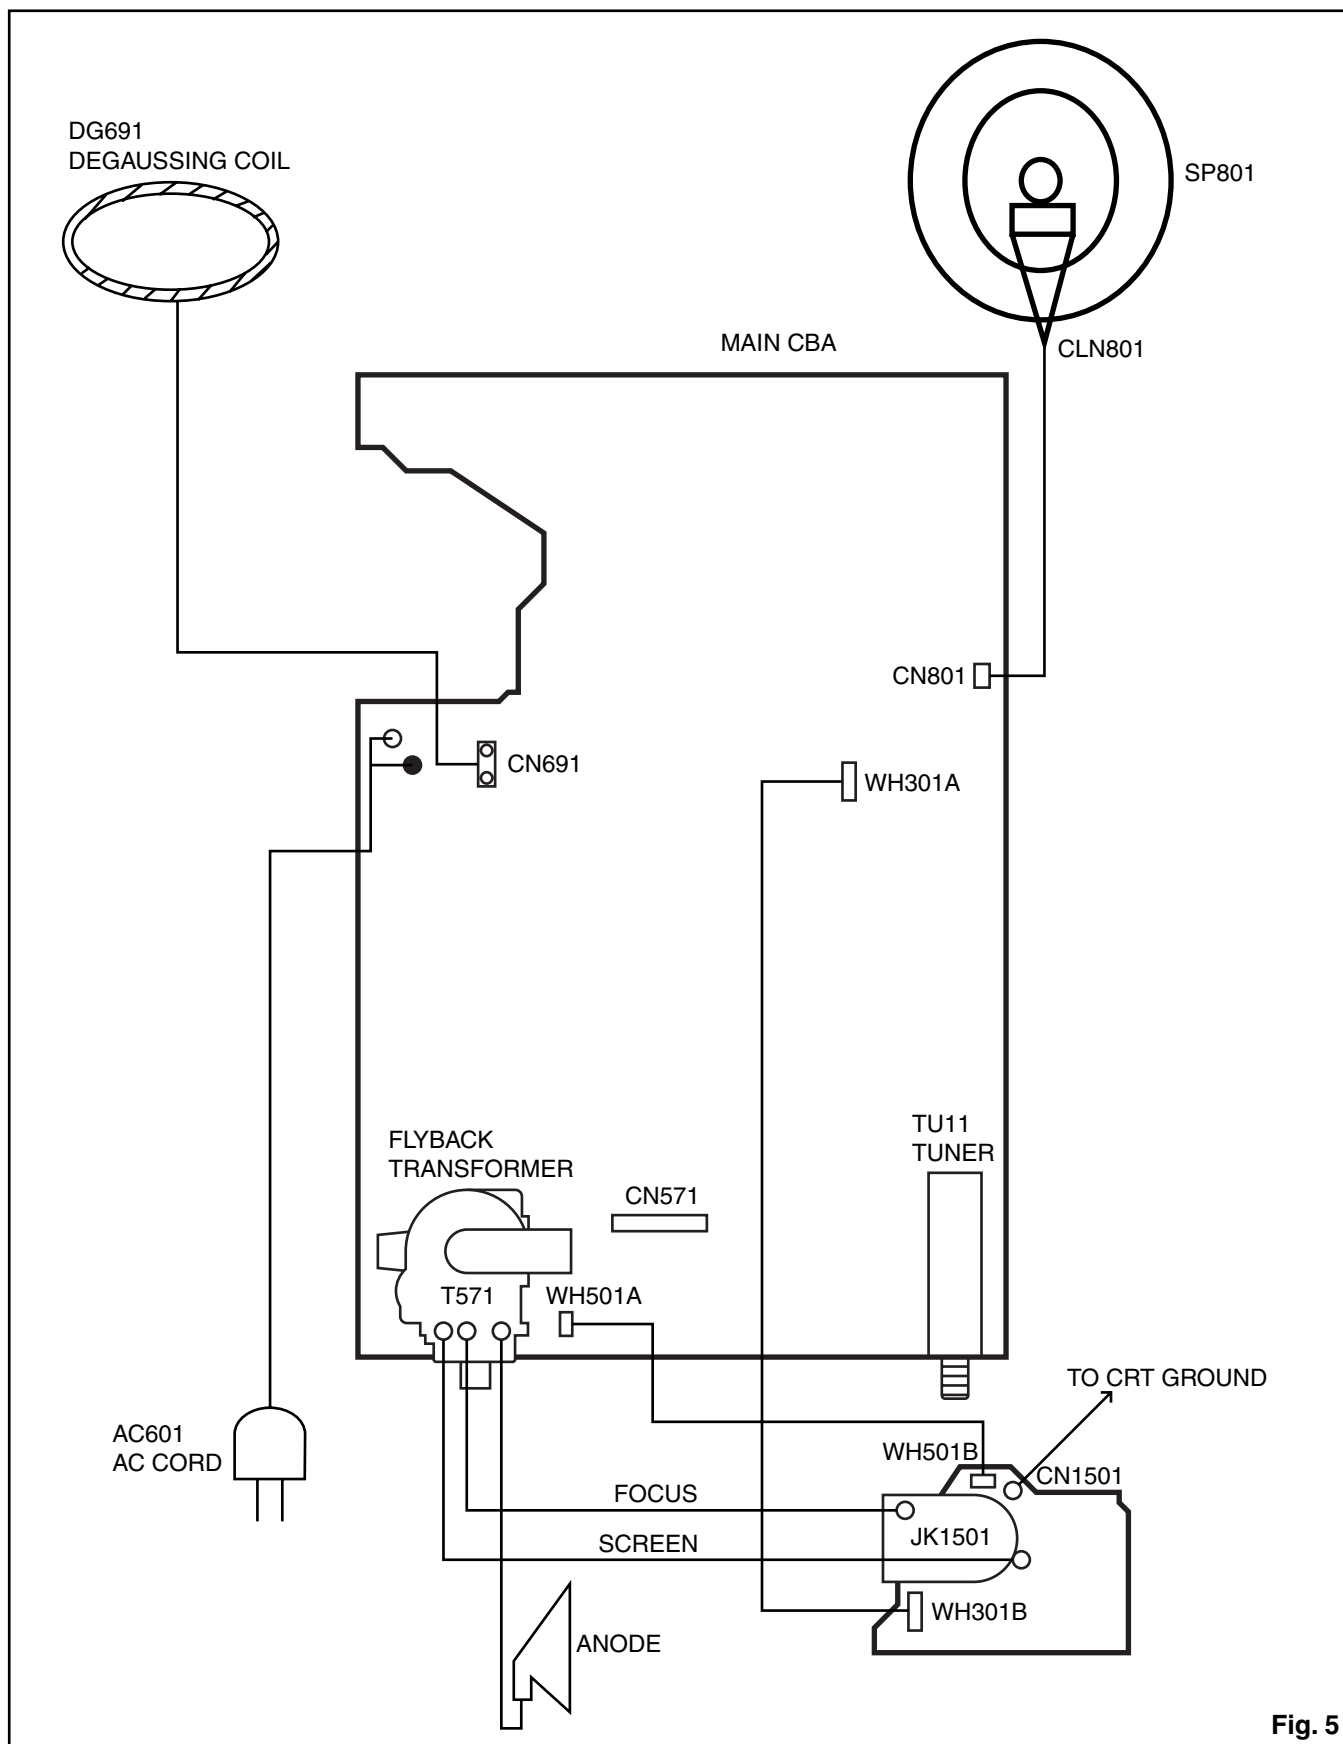 DG691
DEGAUSSING COIL
SP801
MAIN CBA
CLN801
CN801
CN691
WH301A
TU11
TUNER
FLYBACK
TRANSFORMER
CN571
T571
WH501A
TO CRT GROUND
AC601
AC CORD
WH501B
CN1501
FOCUS
JK1501
SCREEN
WH301B
ANODE
Fig. 5